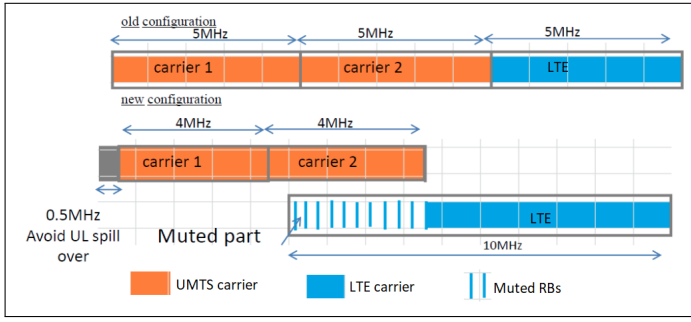 old configuration
5MHz 5MHz 5MHz
carrier 1 carrier 2 LTE
new configuration
4MHz 4MHz
carrier 1 carrier 2
LTE
0.5MHz
Avoid UL spill
over
Muted part
10MHz
UMTS carrier LTE carrier Muted RBs